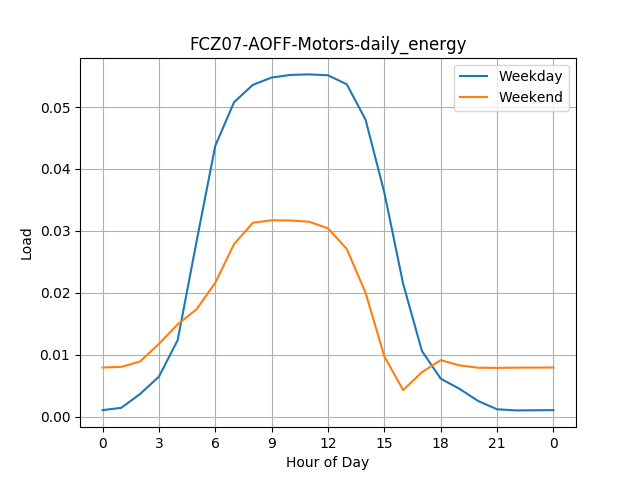 FCZ07-AOFF-Motors-daily_energy
Weekday
Weekend
Load
0.05
0.04
0.03
0.02
0.01
0.00
0 3 6 9 12 15 18 21 0
Hour of Day